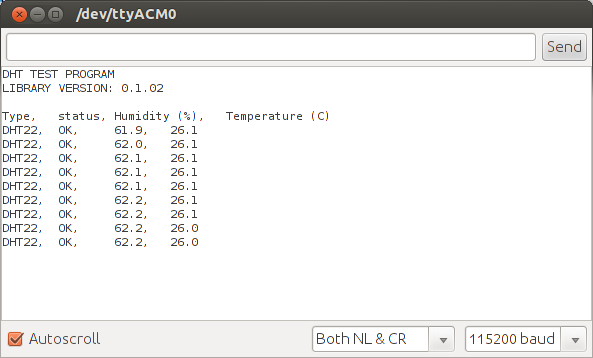 /dev/ttyACM0
Send
DHT TEST PROGRAM
LIBRARY VERSION: 0.1.02
Type,   status, Humidity (%),   Temperature (C)
DHT22,  OK,     61.9,   26.1
DHT22,  OK,     62.0,   26.1
DHT22,  OK,     62.1,   26.1
DHT22,  OK,     62.1,   26.1
DHT22,  OK,     62.1,   26.1
DHT22,  OK,     62.2,   26.1
DHT22,  OK,     62.2,   26.1
DHT22,  OK,     62.2,   26.0
DHT22,  OK,     62.2,   26.0
Autoscroll
Both NL & CR
115200 baud